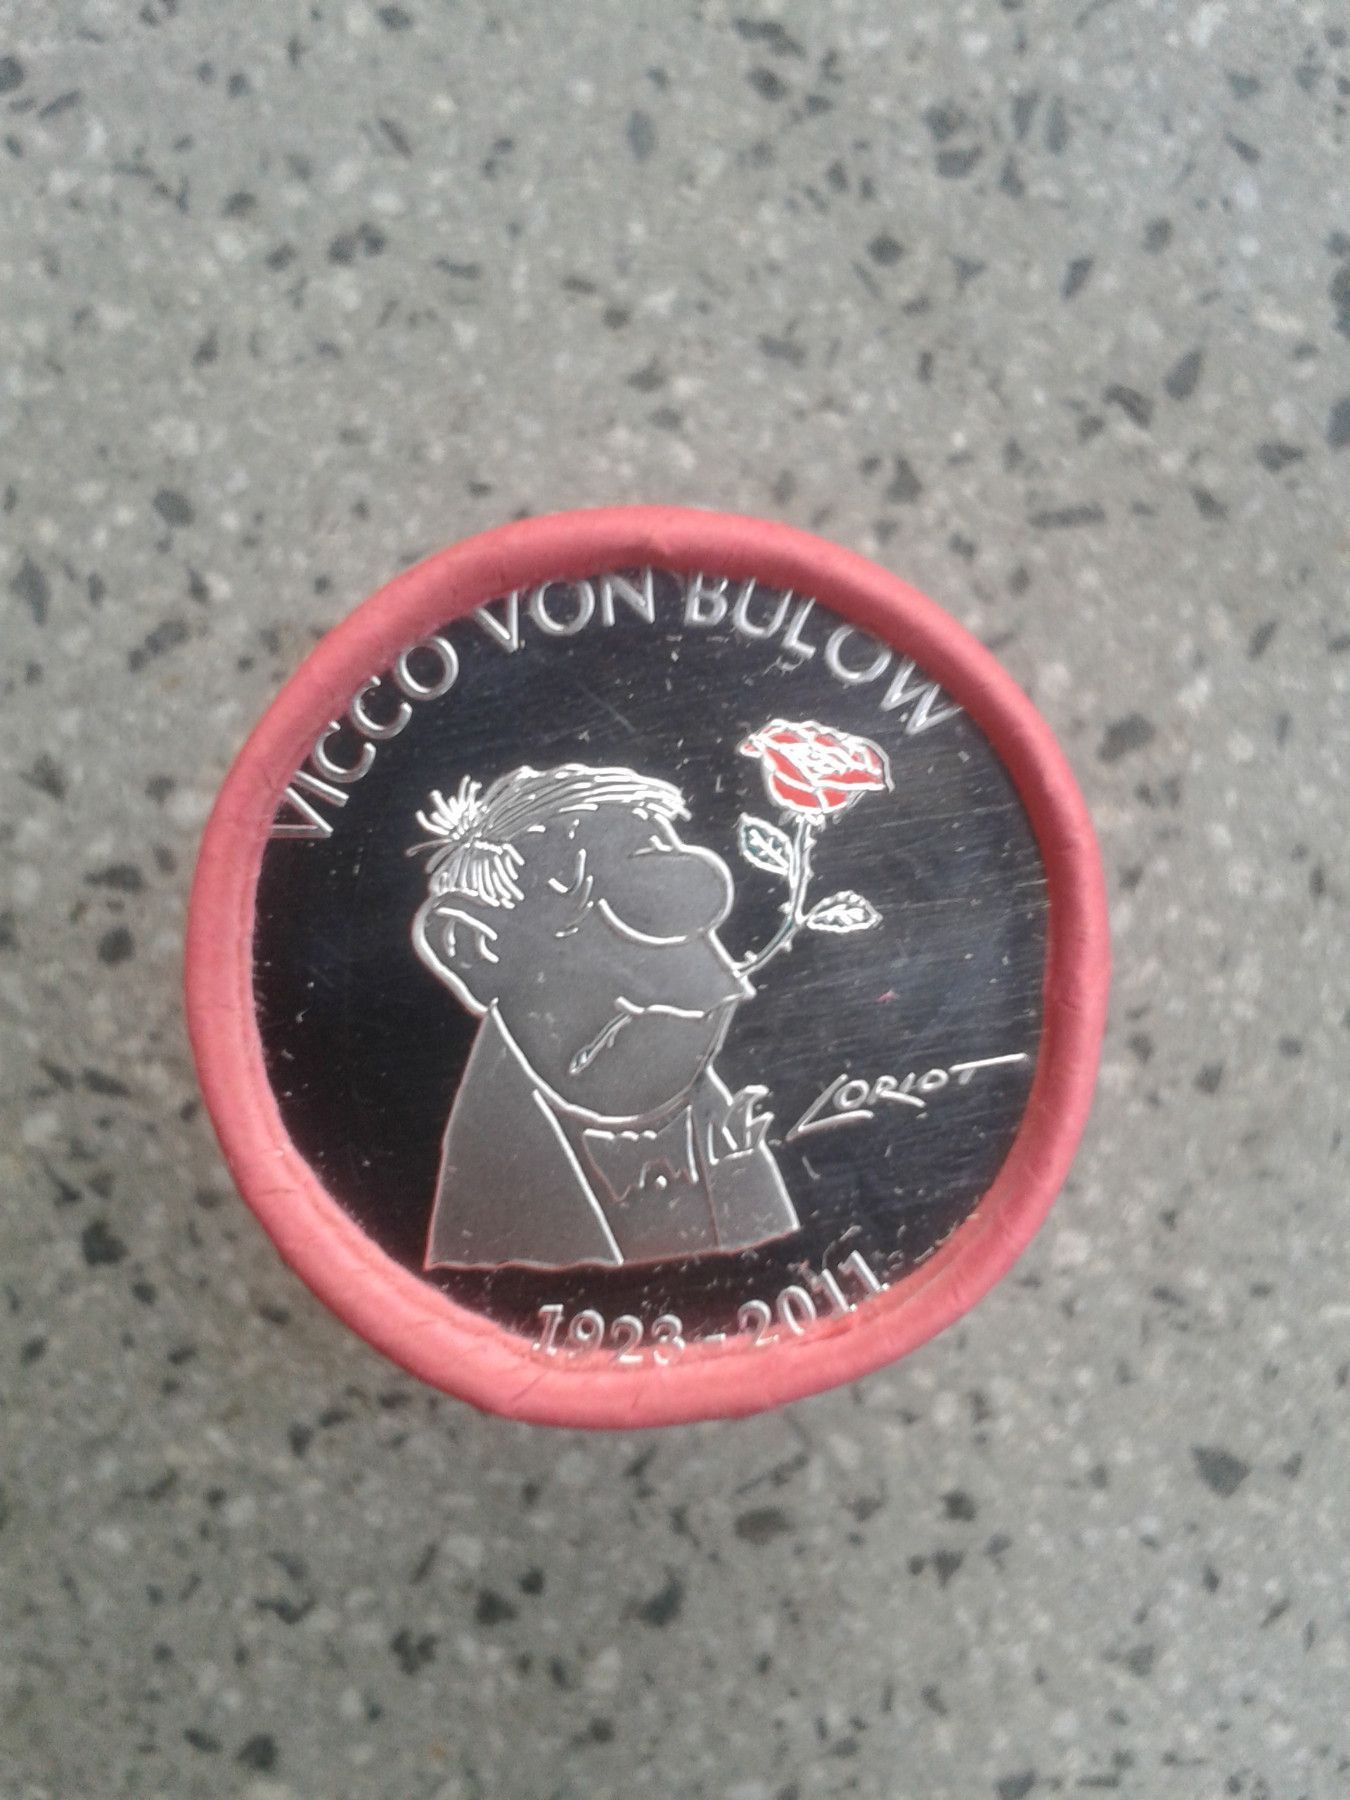 VICCO VON BÜLOW
LORIOT
1923 - 2011